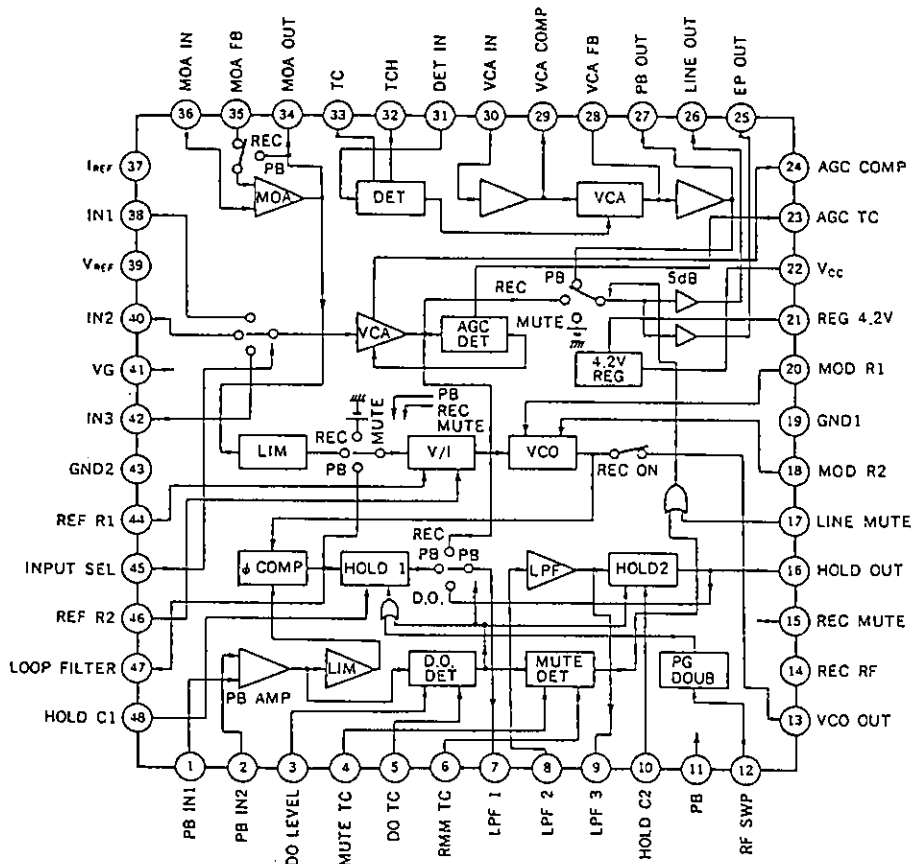 MOA IN
MOA FB
MOA OUT
TC
TCH
DET IN
VCA IN
VCA COMP
VCA FB
PB OUT
LINE OUT
EP OUT
36
35
34
33
32
31
30
29
28
27
26
25
REC
PB
MOA
DET
VCA
IREF 37
IN1 38
VREF 39
IN2 40
VG 41
IN3 42
GND2 43
REF R1 44
INPUT SEL 45
REF R2 46
LOOP FILTER 47
HOLD C1 48
24 AGC COMP
23 AGC TC
22 VCC
21 REG 4.2V
20 MOD R1
19 GND1
18 MOD R2
17 LINE MUTE
16 HOLD OUT
15 REC MUTE
14 REC RF
13 VCO OUT
PB
5dB
REC
MUTE
VCA
AGC
DET
4.2V
REG
PB
REC
MUTE
REC
MUTE
PB
LIM
V/I
VCO
REC ON
REC
PB
PB
D.O.
φ COMP
HOLD 1
LPF
HOLD2
PB AMP
LIM
D.O.
DET
MUTE
DET
PG
DOUB
1
2
3
4
5
6
7
8
9
10
11
12
PB IN1
PB IN2
DO LEVEL
MUTE TC
DO TC
RMM TC
LPF 1
LPF 2
LPF 3
HOLD C2
PB
RF SWP